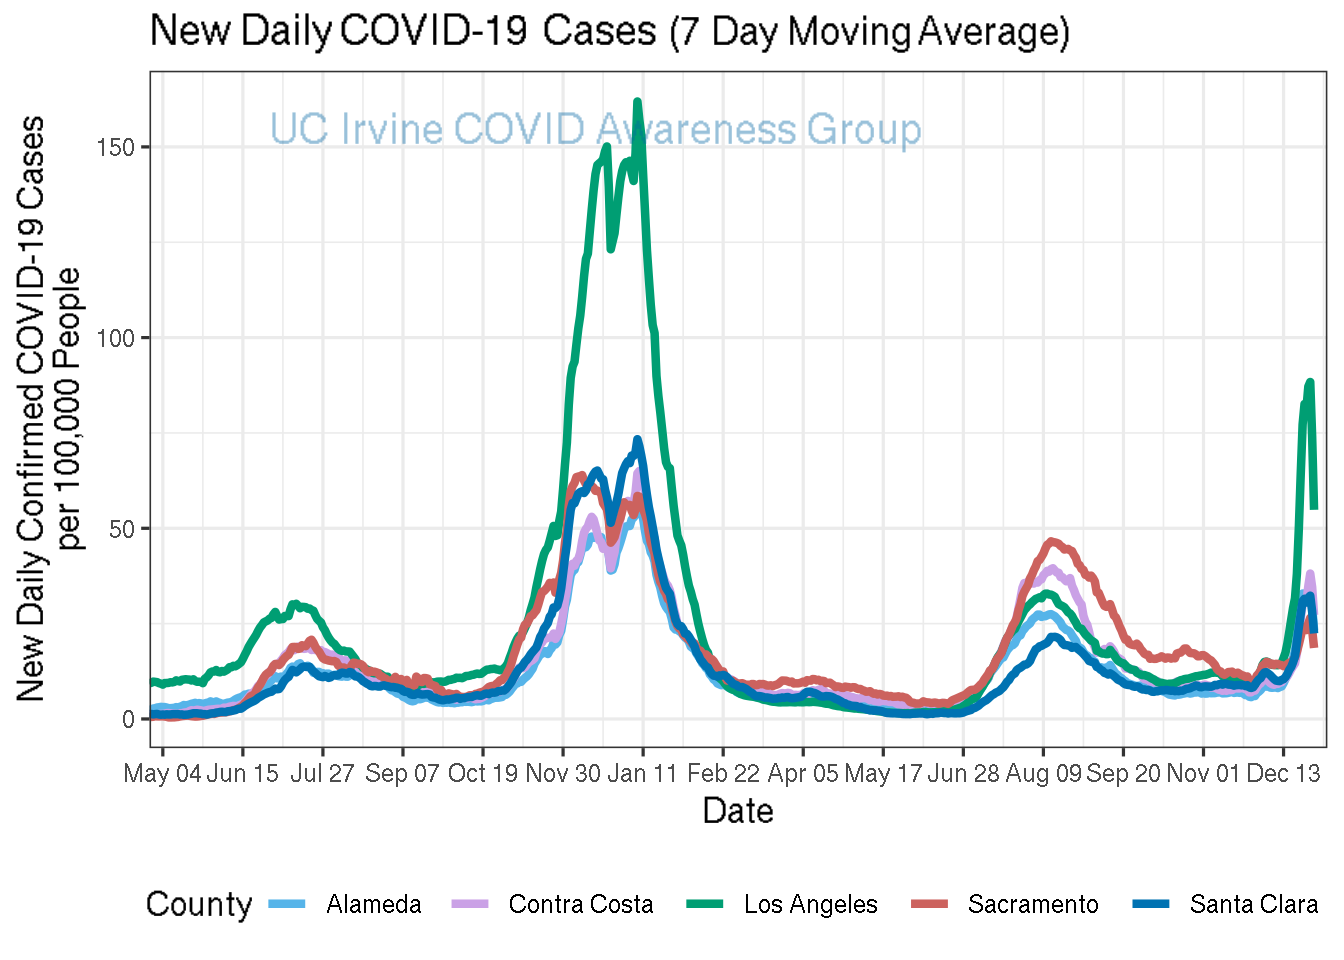 New Daily COVID-19 Cases (7 Day Moving Average)
UC Irvine COVID Awareness Group
New Daily Confirmed COVID-19 Cases
per 100,000 People
150
100
50
0
May 04 Jun 15 Jul 27 Sep 07 Oct 19 Nov 30 Jan 11 Feb 22 Apr 05 May 17 Jun 28 Aug 09 Sep 20 Nov 01 Dec 13
Date
County Alameda Contra Costa Los Angeles Sacramento Santa Clara